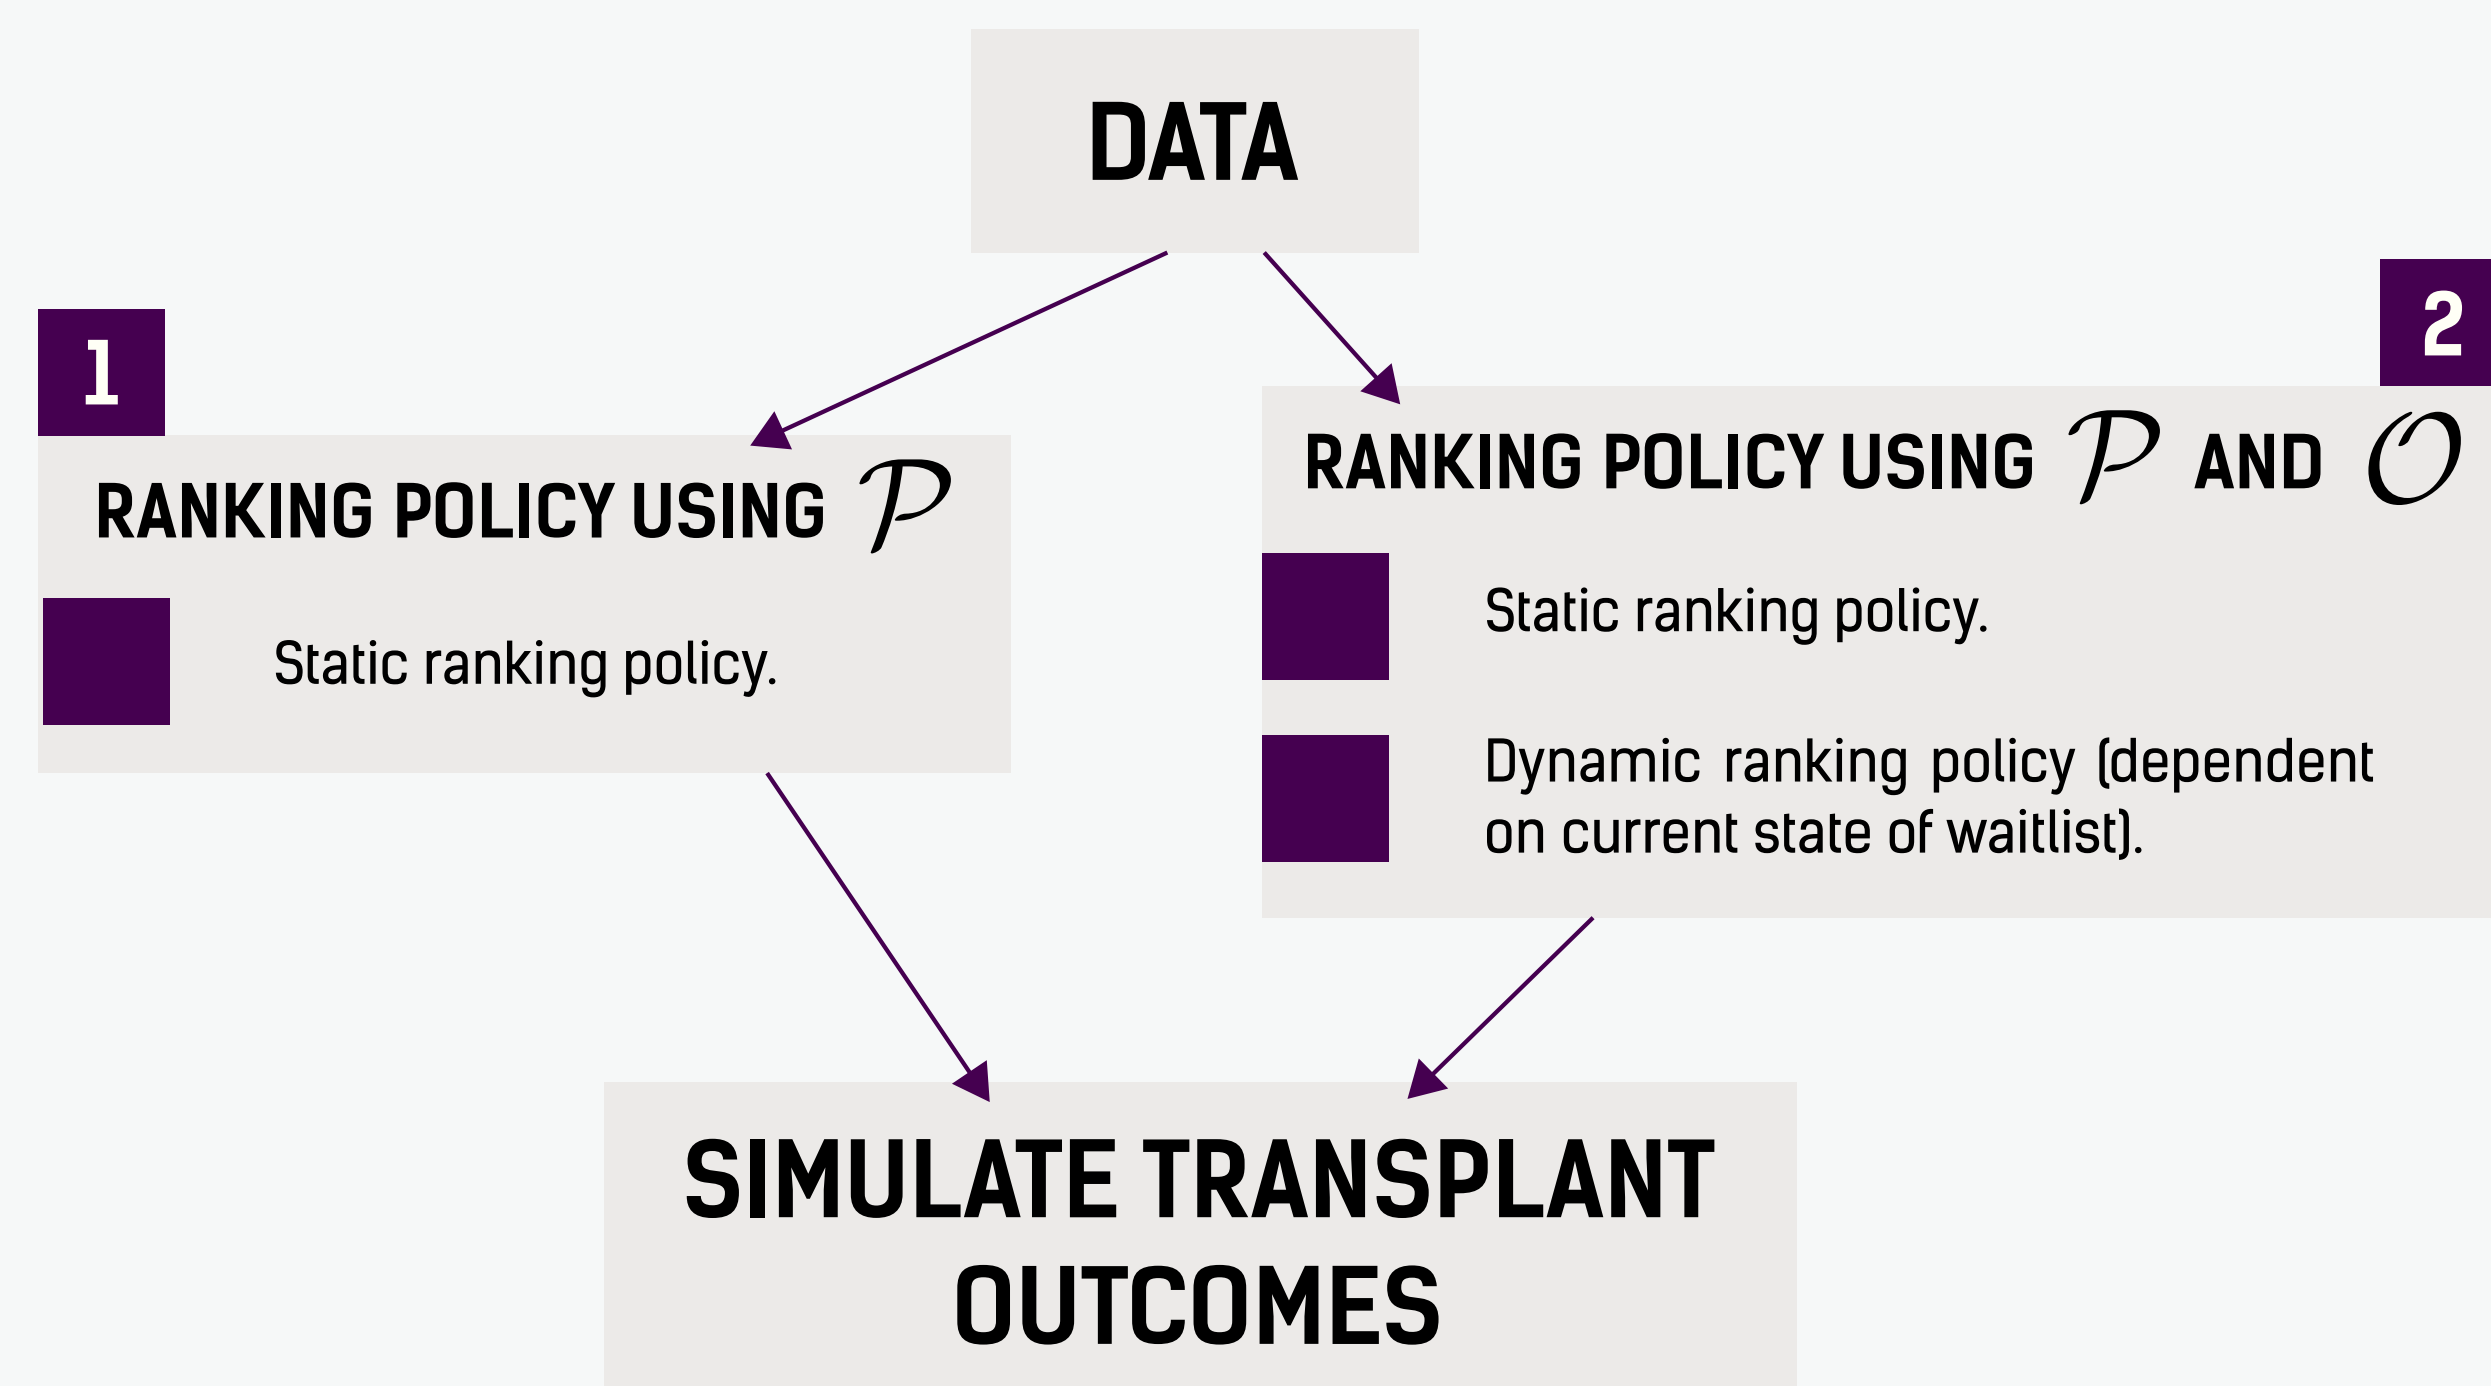 DATA
1
RANKING POLICY USING 𝒫
Static ranking policy.
2
RANKING POLICY USING 𝒫 AND 𝒪
Static ranking policy.
Dynamic ranking policy (dependent
on current state of waitlist).
SIMULATE TRANSPLANT
OUTCOMES